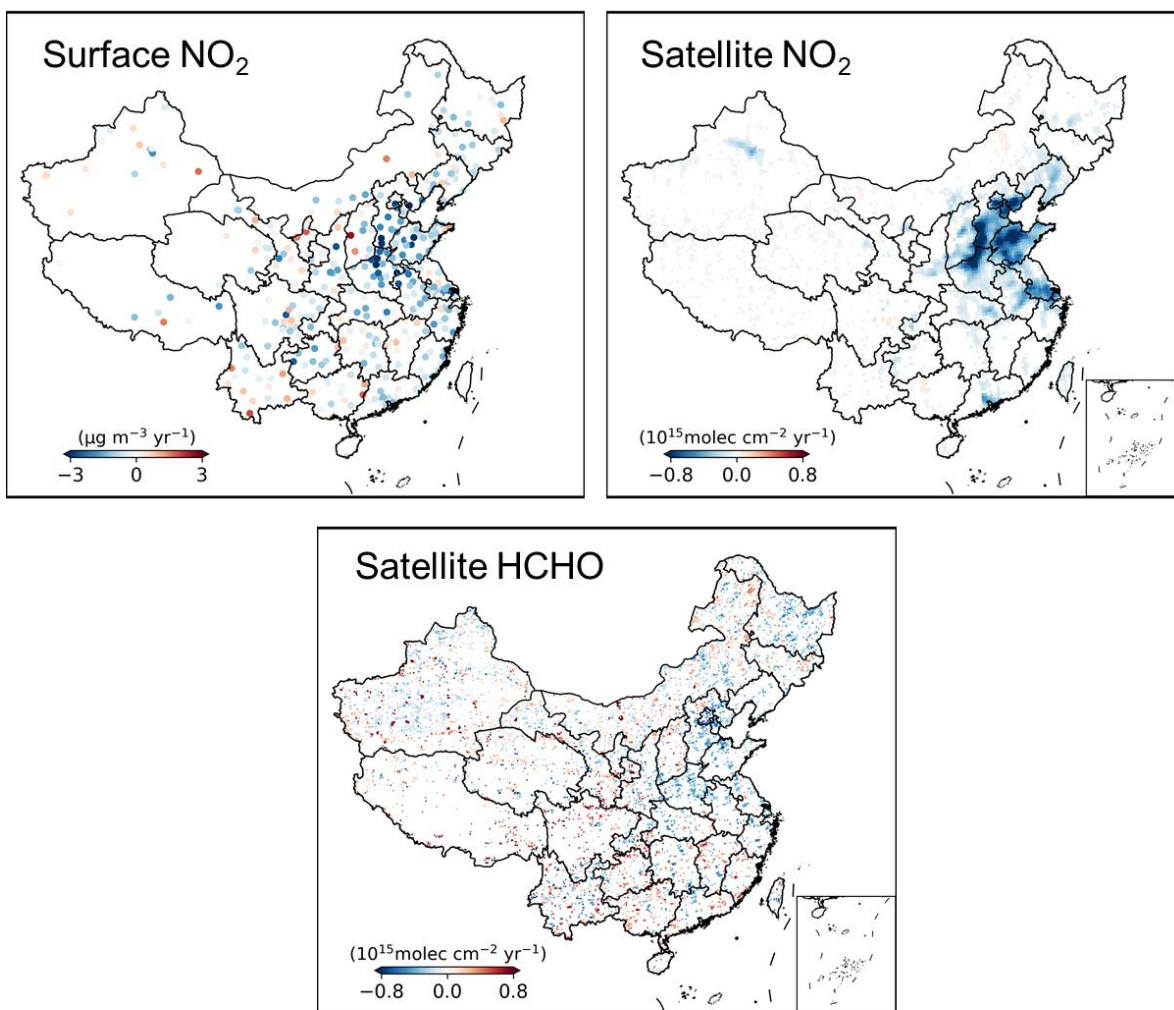 Surface NO₂
(μg m⁻³ yr⁻¹)
−3 0 3
Satellite NO₂
(10¹⁵molec cm⁻² yr⁻¹)
−0.8 0.0 0.8
Satellite HCHO
(10¹⁵molec cm⁻² yr⁻¹)
−0.8 0.0 0.8